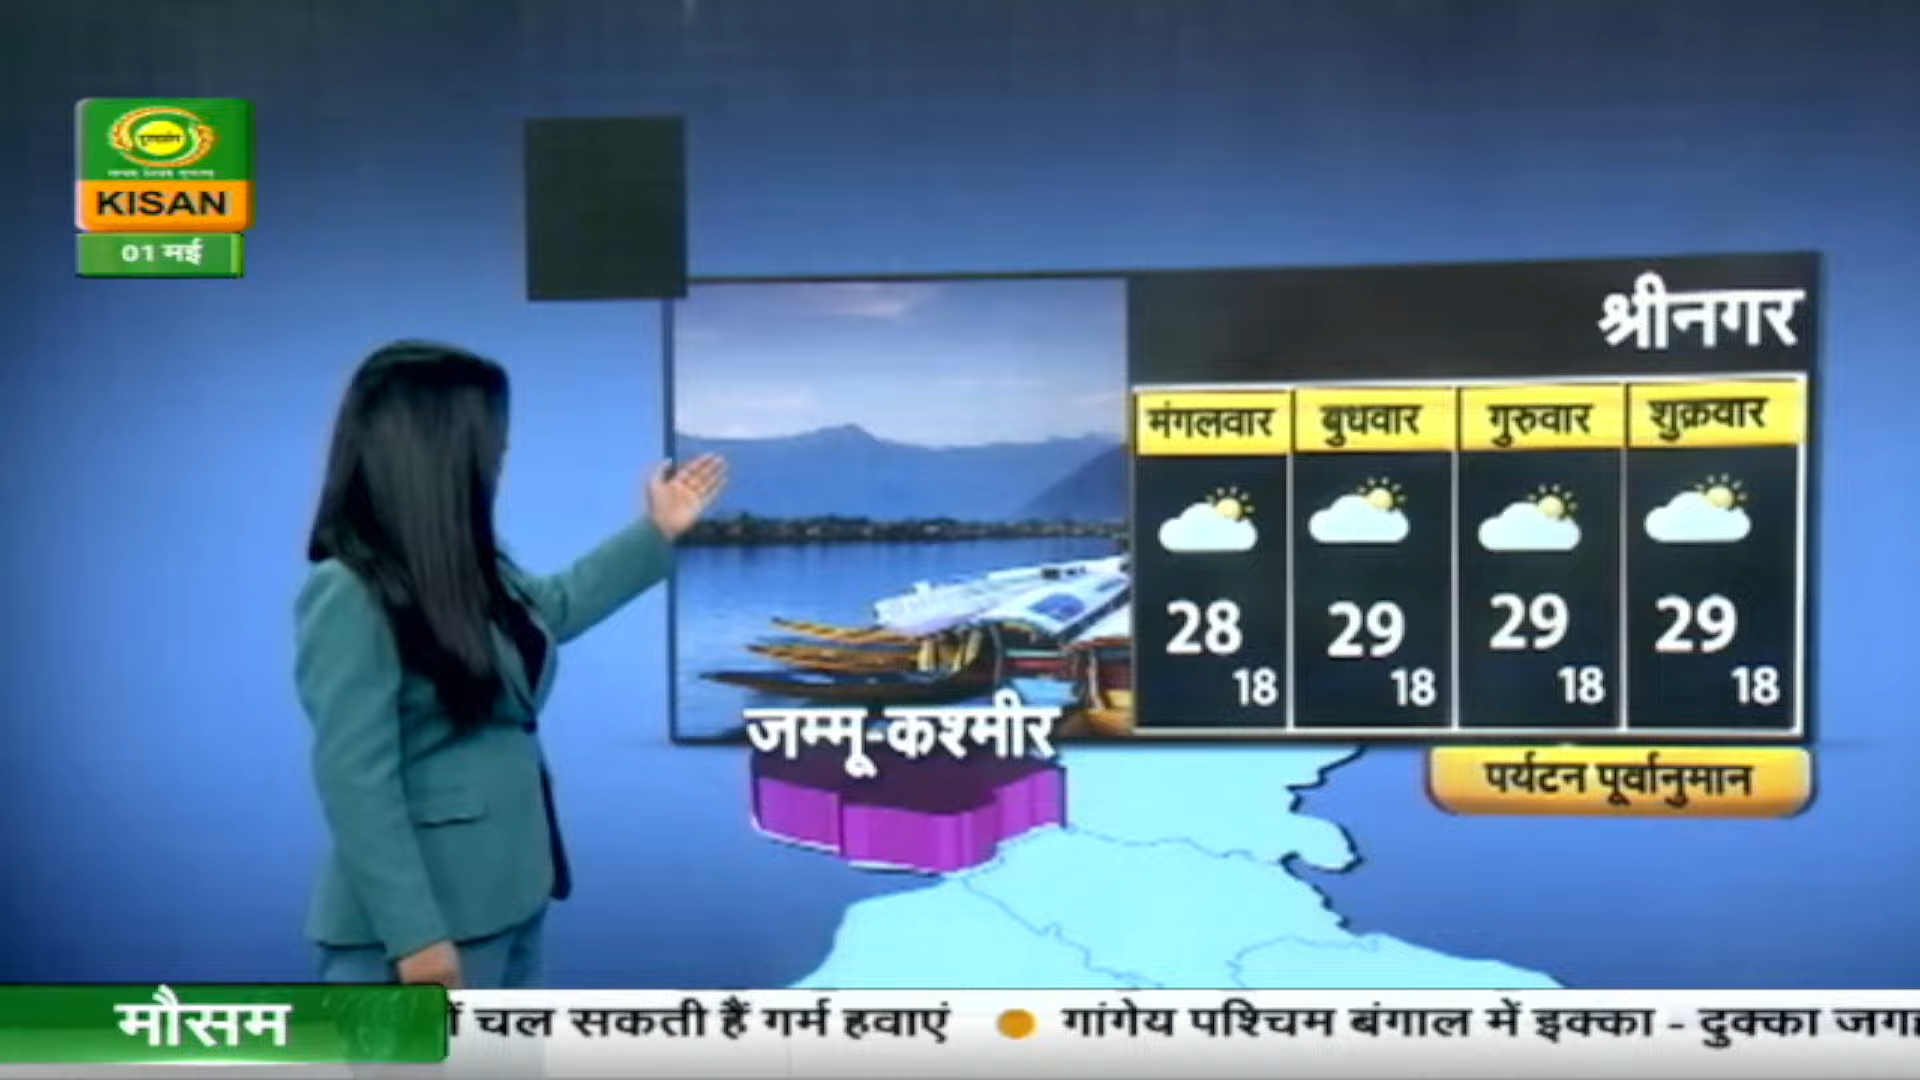 KISAN
01 मई
श्रीनगर
मंगलवार बुधवार गुरुवार शुक्रवार
28 29 29 29
18 18 18 18
जम्मू-कश्मीर
पर्यटन पूर्वानुमान
मौसम
चल सकती हैं गर्म हवाएं
गांगेय पश्चिम बंगाल में इक्का - दुक्का